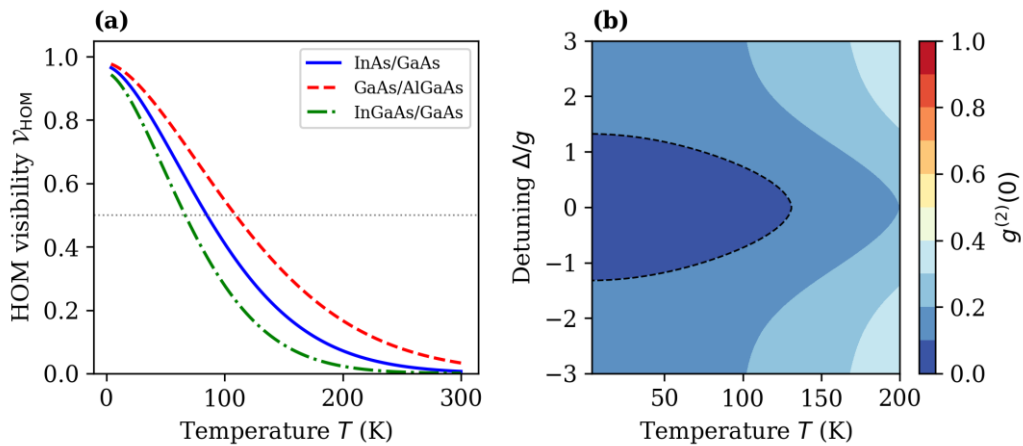 (a)
HOM visibility 𝒱HOM
1.0
0.8
0.6
0.4
0.2
0.0
InAs/GaAs
GaAs/AlGaAs
InGaAs/GaAs
0 100 200 300
Temperature T (K)
(b)
Detuning Δ/g
3
2
1
0
−1
−2
−3
50 100 150 200
Temperature T (K)
1.0
0.8
0.6
0.4
0.2
0.0
g⁽²⁾(0)